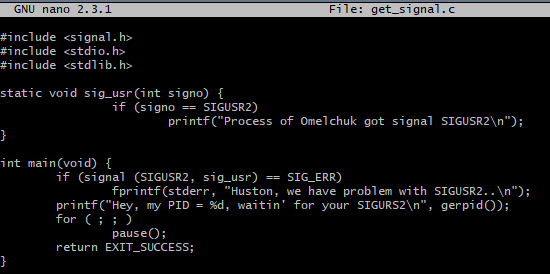 GNU nano 2.3.1 File: get_signal.c
#include <signal.h>
#include <stdio.h>
#include <stdlib.h>
static void sig_usr(int signo) {
if (signo == SIGUSR2)
printf("Process of Omelchuk got signal SIGUSR2\n");
}
int main(void) {
if (signal (SIGUSR2, sig_usr) == SIG_ERR)
fprintf(stderr, "Huston, we have problem with SIGUSR2..\n");
printf("Hey, my PID = %d, waitin' for your SIGURS2\n", gerpid());
for ( ; ; )
pause();
return EXIT_SUCCESS;
}